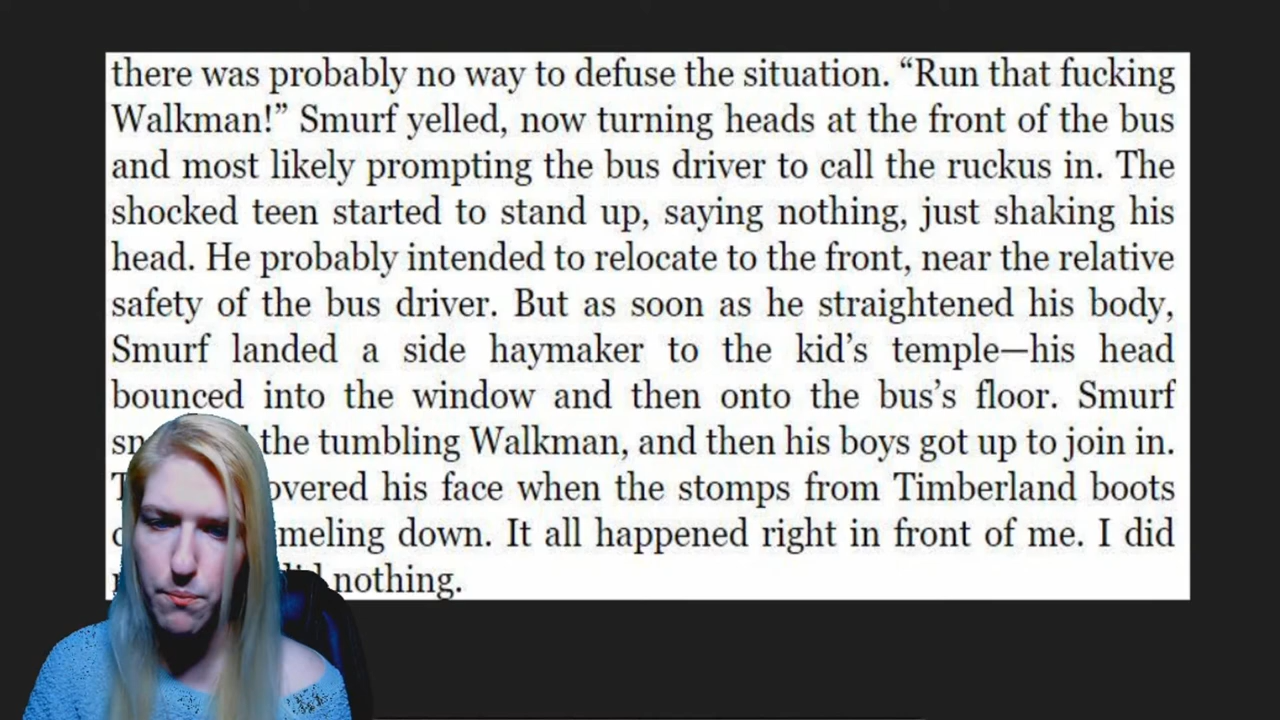 there was probably no way to defuse the situation. “Run that fucking
Walkman!” Smurf yelled, now turning heads at the front of the bus
and most likely prompting the bus driver to call the ruckus in. The
shocked teen started to stand up, saying nothing, just shaking his
head. He probably intended to relocate to the front, near the relative
safety of the bus driver. But as soon as he straightened his body,
Smurf landed a side haymaker to the kid’s temple—his head
bounced into the window and then onto the bus’s floor. Smurf
the tumbling Walkman, and then his boys got up to join in.
his face when the stomps from Timberland boots
down. It all happened right in front of me. I did
nothing.